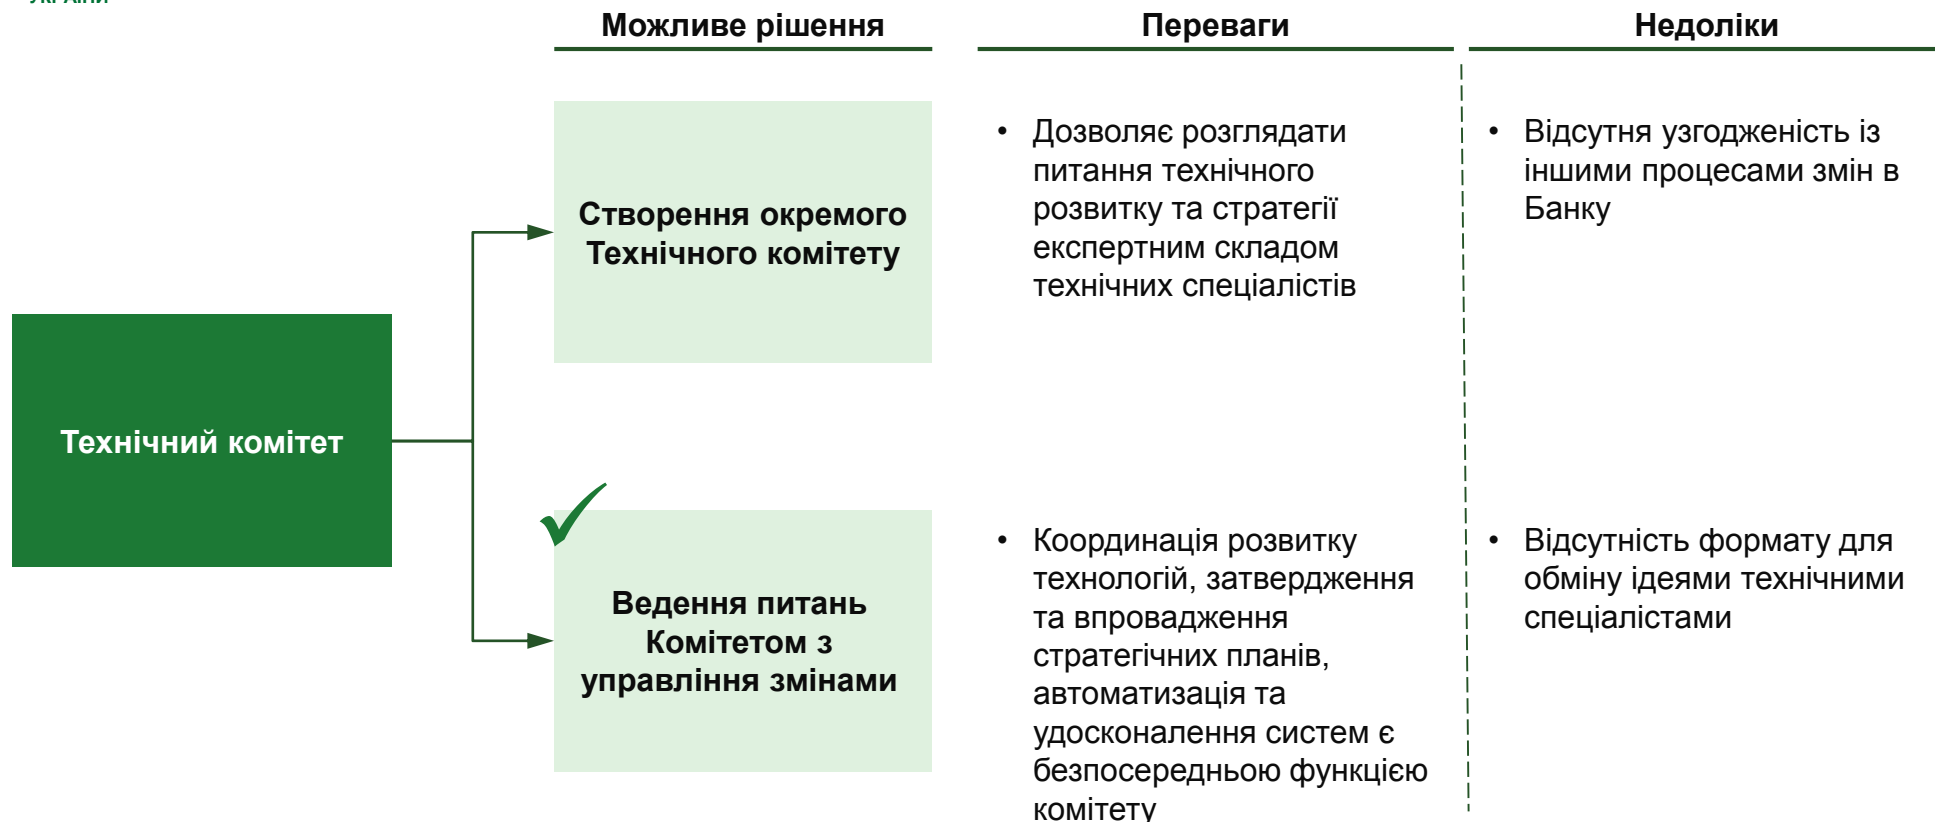 УКРАЇНИ
Можливе рішення
Переваги
Недоліки
Створення окремого
Технічного комітету
• Дозволяє розглядати
питання технічного
розвитку та стратегії
експертним складом
технічних спеціалістів
• Відсутня узгодженість із
іншими процесами змін в
Банку
Технічний комітет
Ведення питань
Комітетом з
управління змінами
• Координація розвитку
технологій, затвердження
та впровадження
стратегічних планів,
автоматизація та
удосконалення систем є
безпосередньою функцією
комітету
• Відсутність формату для
обміну ідеями технічними
спеціалістами